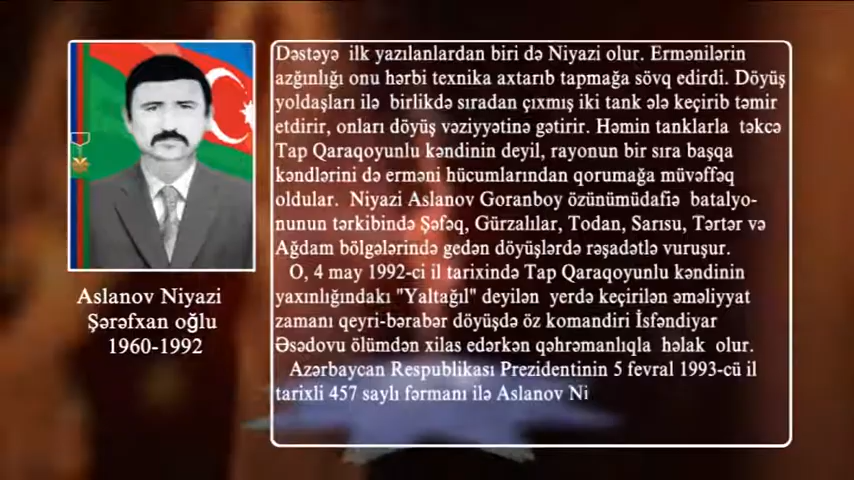 Dəstəyə ilk yazılanlardan biri də Niyazi olur. Ermənilərin
azğınlığı onu hərbi texnika axtarıb tapmağa sövq edirdi. Döyüş
yoldaşları ilə birlikdə sıradan çıxmış iki tank ələ keçirib təmir
etdirir, onları döyüş vəziyyətinə gətirir. Həmin tanklarla təkcə
Tap Qaraqoyunlu kəndinin deyil, rayonun bir sıra başqa
kəndlərini də erməni hücumlarından qorumağa müvəffəq
oldular. Niyazi Aslanov Goranboy özünümüdafiə batalyo-
nunun tərkibində Şəfəq, Gürzalılar, Todan, Sarısu, Tərtər və
Ağdam bölgələrində gedən döyüşlərdə rəşadətlə vuruşur.
O, 4 may 1992-ci il tarixində Tap Qaraqoyunlu kəndinin
yaxınlığındakı "Yaltağıl" deyilən yerdə keçirilən əməliyyat
zamanı qeyri-bərabər döyüşdə öz komandiri İsfəndiyar
Əsədovu ölümdən xilas edərkən qəhrəmanlıqla həlak olur.
Azərbaycan Respublikası Prezidentinin 5 fevral 1993-cü il
tarixli 457 saylı fərmanı ilə Aslanov Ni
Aslanov Niyazi
Şərəfxan oğlu
1960-1992